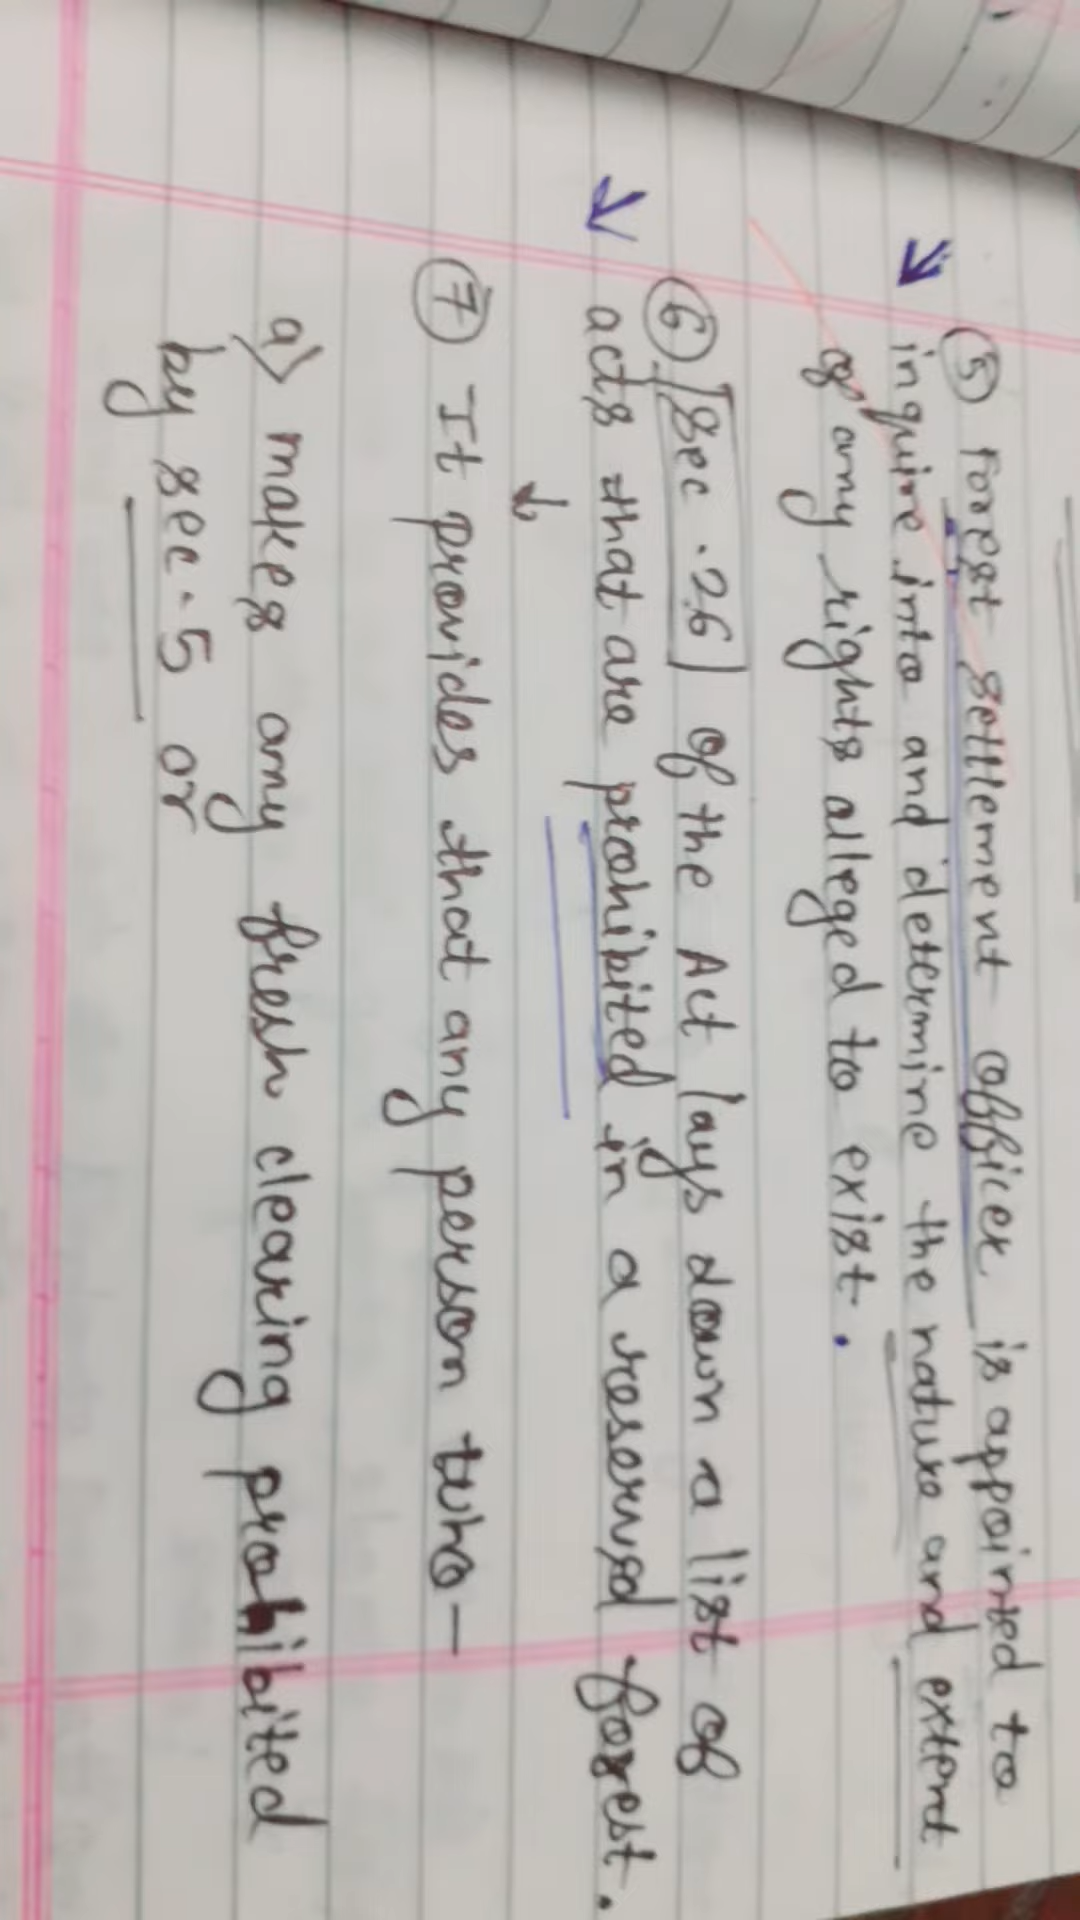 ⑤ Forest settlement officer is appointed to
inquire into and determine the nature and extent
of any rights alleged to exist.
⑥ Sec. 26 of the Act lays down a list of
acts that are prohibited in a reserved forest.
⑦ It provides that any person who-
a) makes any fresh clearing prohibited
by sec-5 or